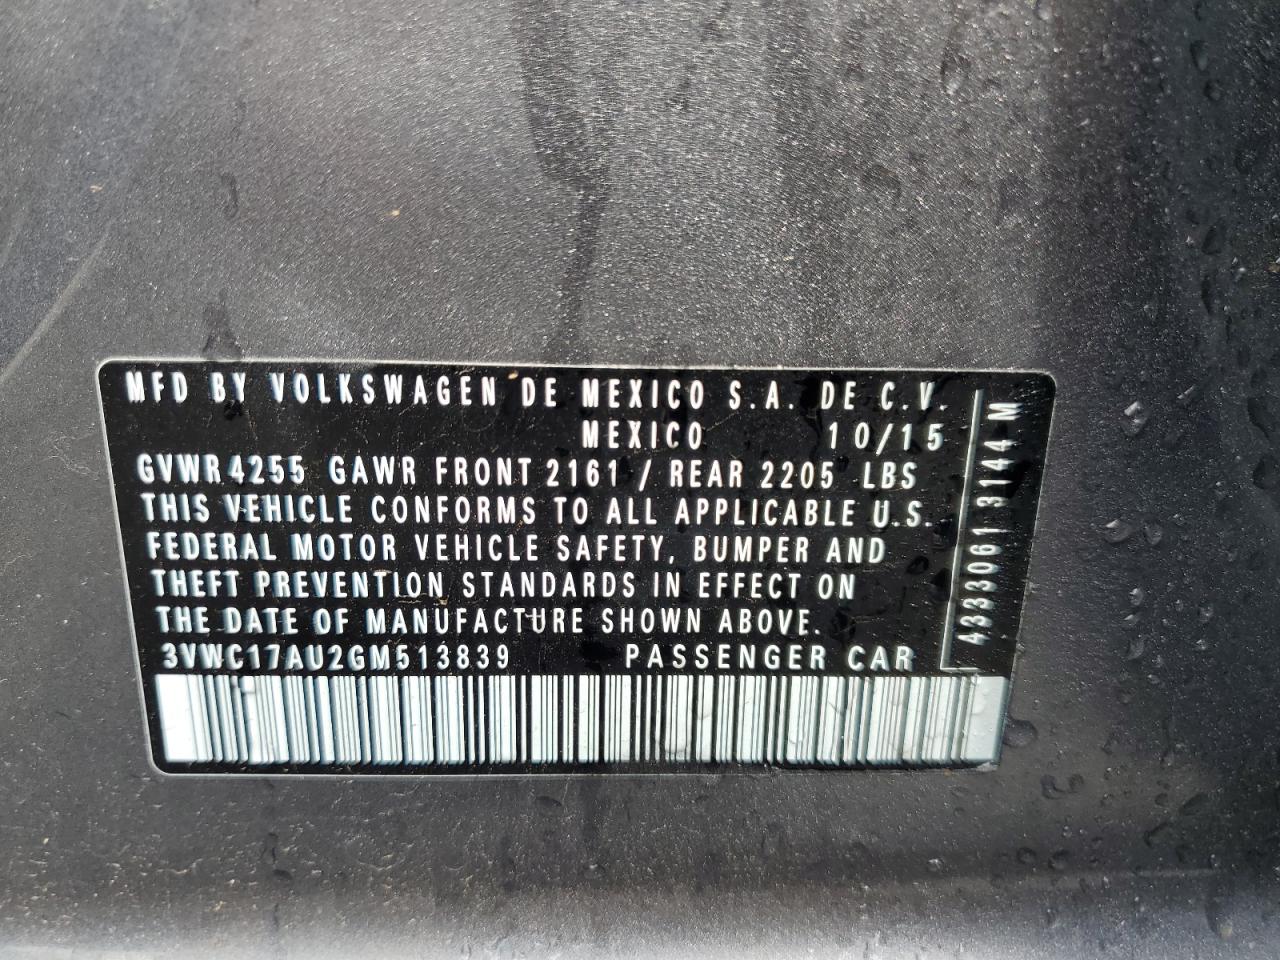 MFD BY VOLKSWAGEN DE MEXICO S.A. DE C.V.
MEXICO 10/15
GVWR 4255 GAWR FRONT 2161 / REAR 2205 LBS
THIS VEHICLE CONFORMS TO ALL APPLICABLE U.S.
FEDERAL MOTOR VEHICLE SAFETY, BUMPER AND
THEFT PREVENTION STANDARDS IN EFFECT ON
THE DATE OF MANUFACTURE SHOWN ABOVE.
3VWC17AU2GM513839 PASSENGER CAR
4333061 3144 M